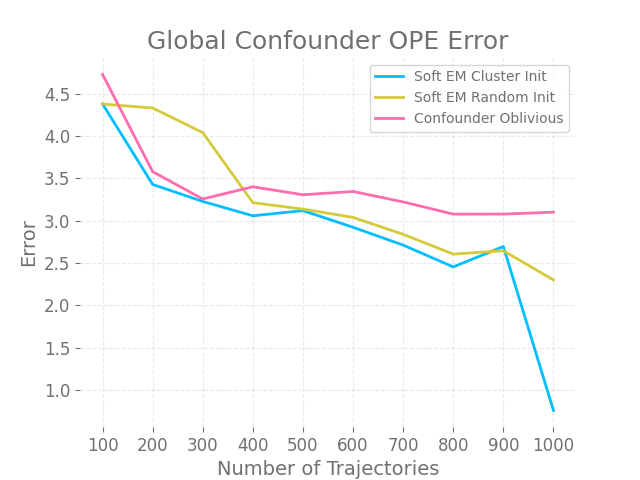 Global Confounder OPE Error
Soft EM Cluster Init
Soft EM Random Init
Confounder Oblivious
Error
4.5
4.0
3.5
3.0
2.5
2.0
1.5
1.0
100 200 300 400 500 600 700 800 900 1000
Number of Trajectories